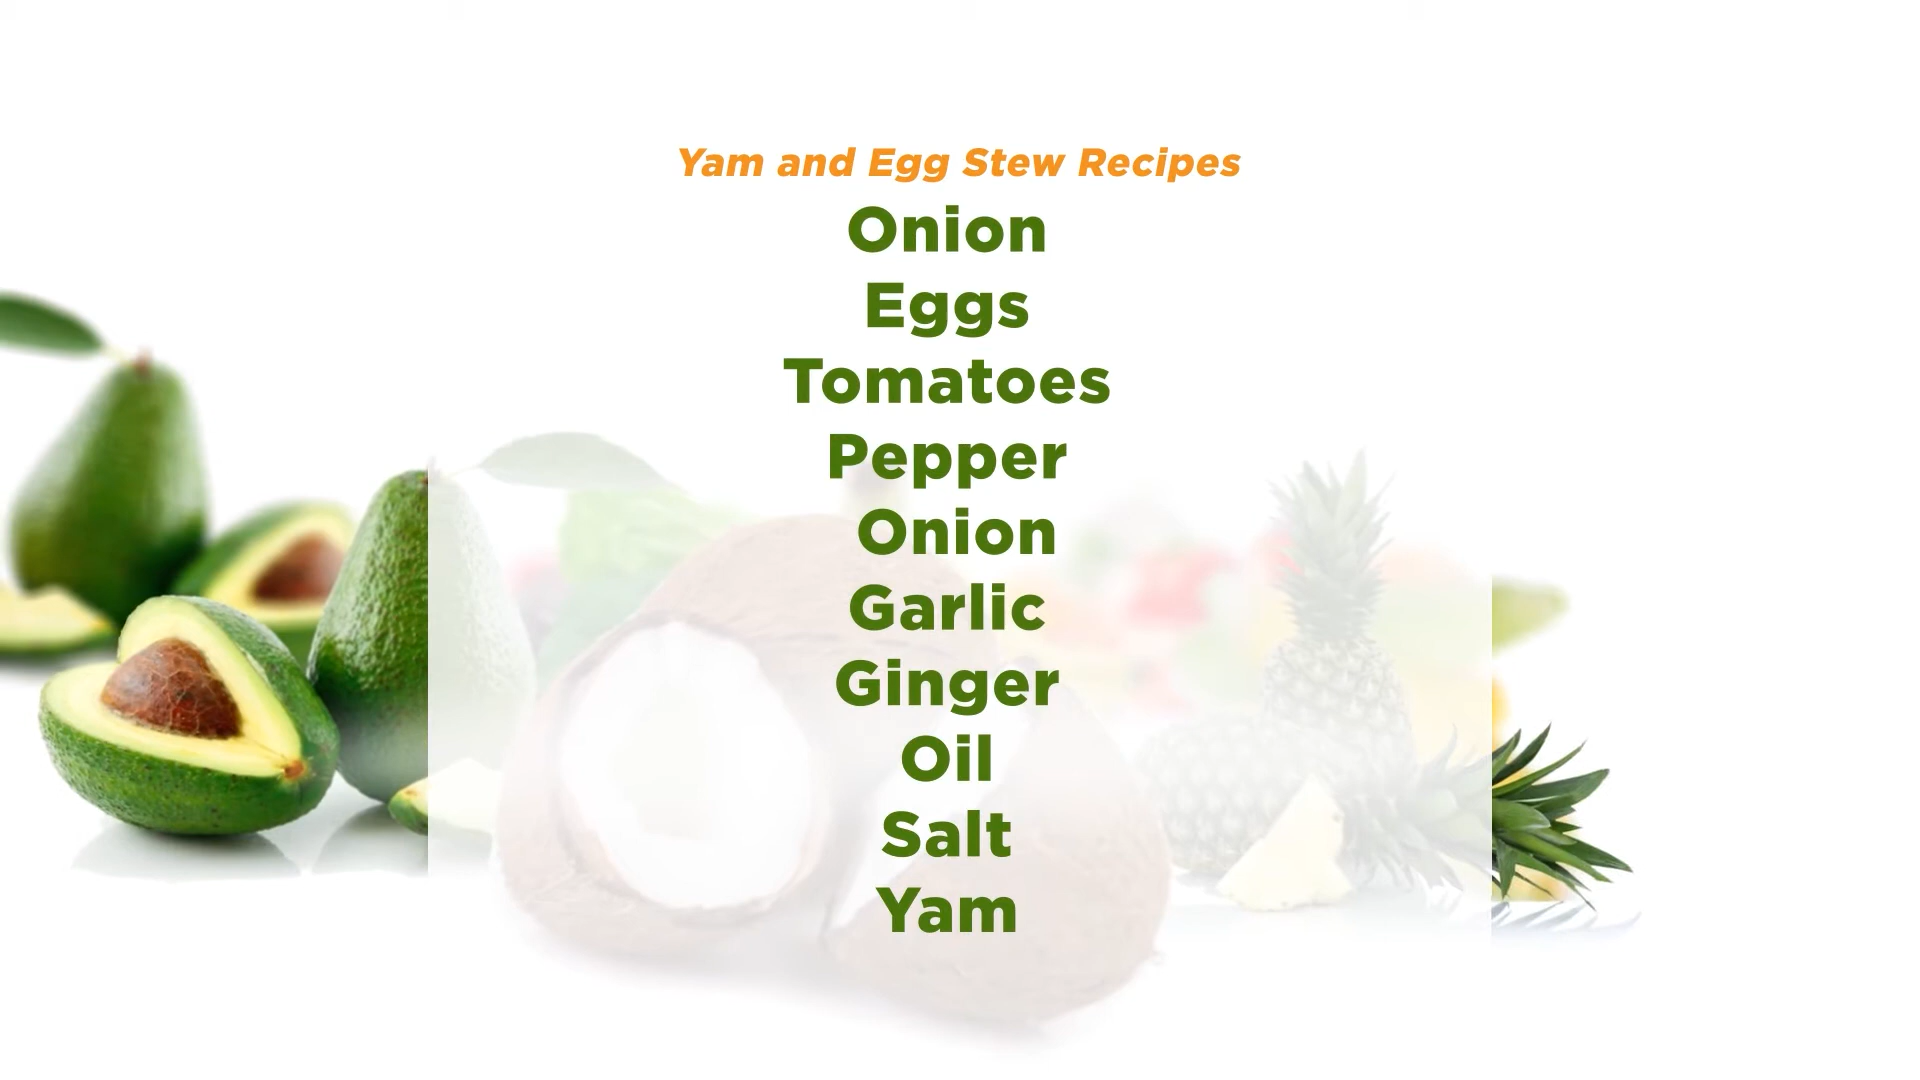 Yam and Egg Stew Recipes
Onion
Eggs
Tomatoes
Pepper
Onion
Garlic
Ginger
Oil
Salt
Yam